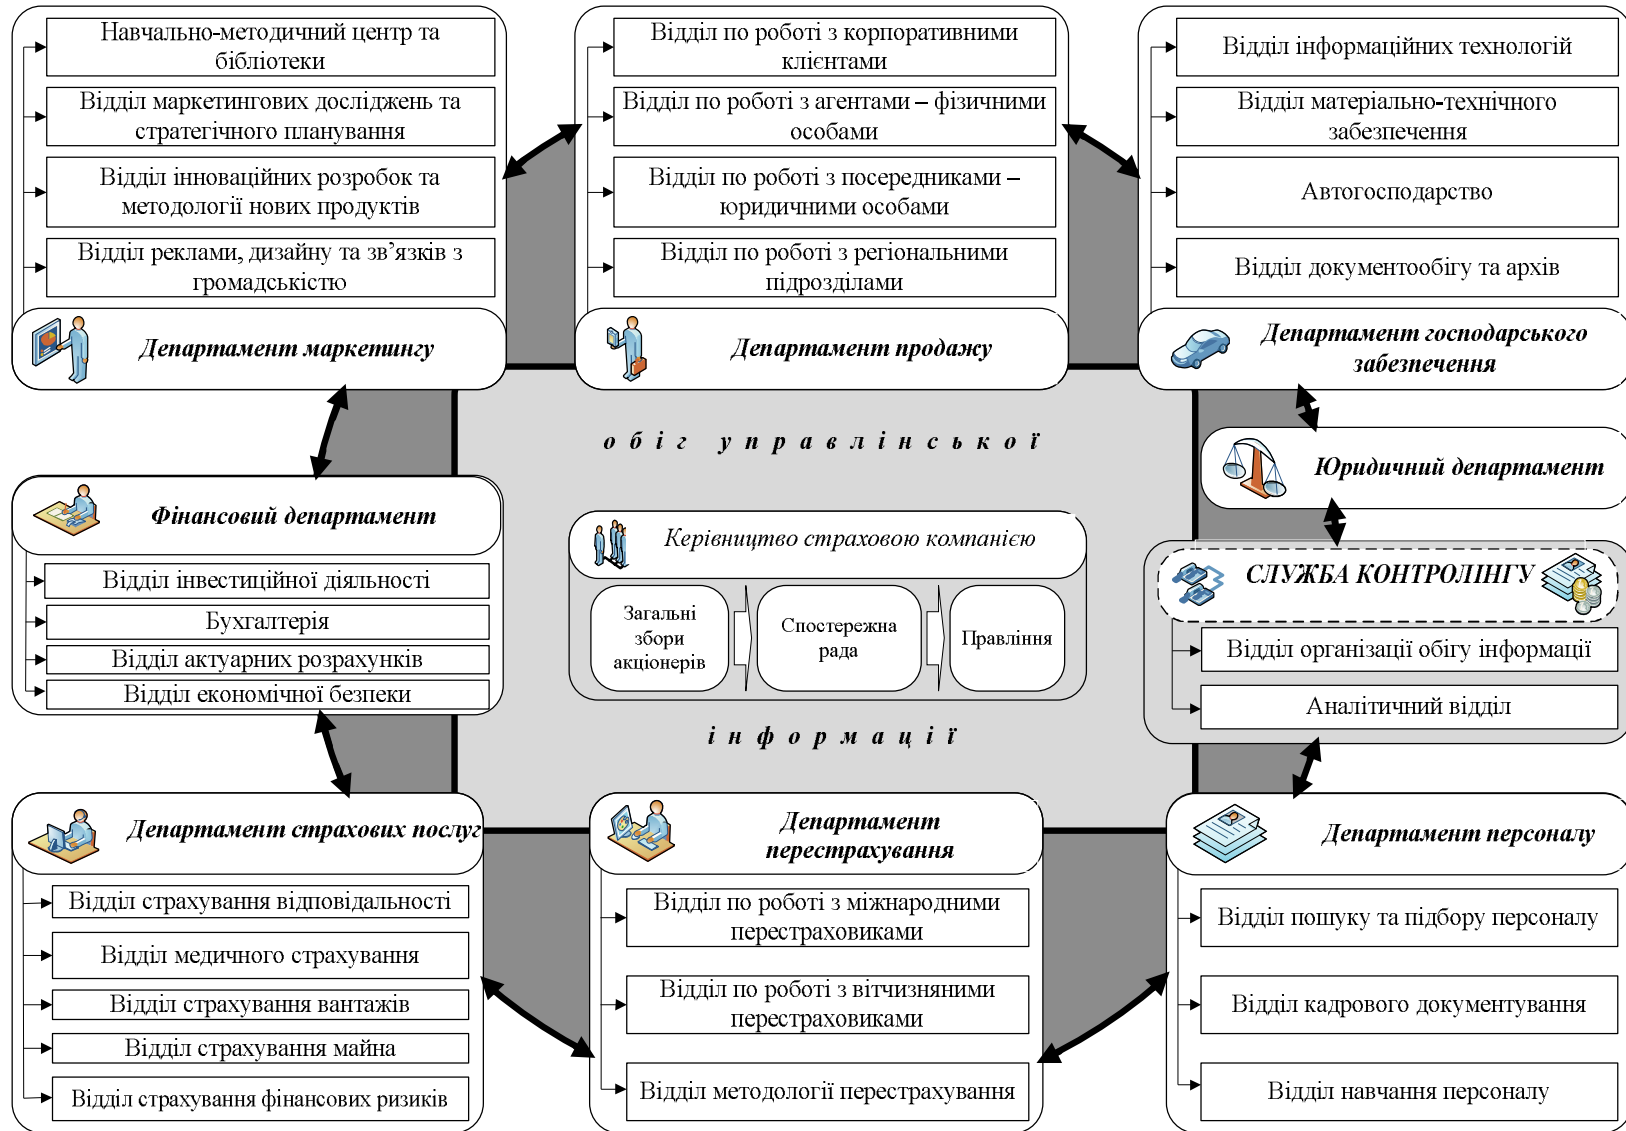 Навчально-методичний центр та
бібліотеки
Відділ маркетингових досліджень та
стратегічного планування
Відділ інноваційних розробок та
методології нових продуктів
Відділ реклами, дизайну та зв’язків з
громадськістю
Департамент маркетингу
Відділ по роботі з корпоративними
клієнтами
Відділ по роботі з агентами – фізичними
особами
Відділ по роботі з посередниками –
юридичними особами
Відділ по роботі з регіональними
підрозділами
Департамент продажу
Відділ інформаційних технологій
Відділ матеріально-технічного
забезпечення
Автогосподарство
Відділ документообігу та архів
Департамент господарського
забезпечення
обіг управлінської
Юридичний департамент
Фінансовий департамент
Відділ інвестиційної діяльності
Бухгалтерія
Відділ актуарних розрахунків
Відділ економічної безпеки
Керівництво страховою компанією
Загальні
збори
акціонерів
Спостережна
рада
Правління
СЛУЖБА КОНТРОЛІНГУ
Відділ організації обігу інформації
Аналітичний відділ
інформації
Департамент страхових послуг
Відділ страхування відповідальності
Відділ медичного страхування
Відділ страхування вантажів
Відділ страхування майна
Відділ страхування фінансових ризиків
Департамент
перестрахування
Відділ по роботі з міжнародними
перестраховиками
Відділ по роботі з вітчизняними
перестраховиками
Відділ методології перестрахування
Департамент персоналу
Відділ пошуку та підбору персоналу
Відділ кадрового документування
Відділ навчання персоналу